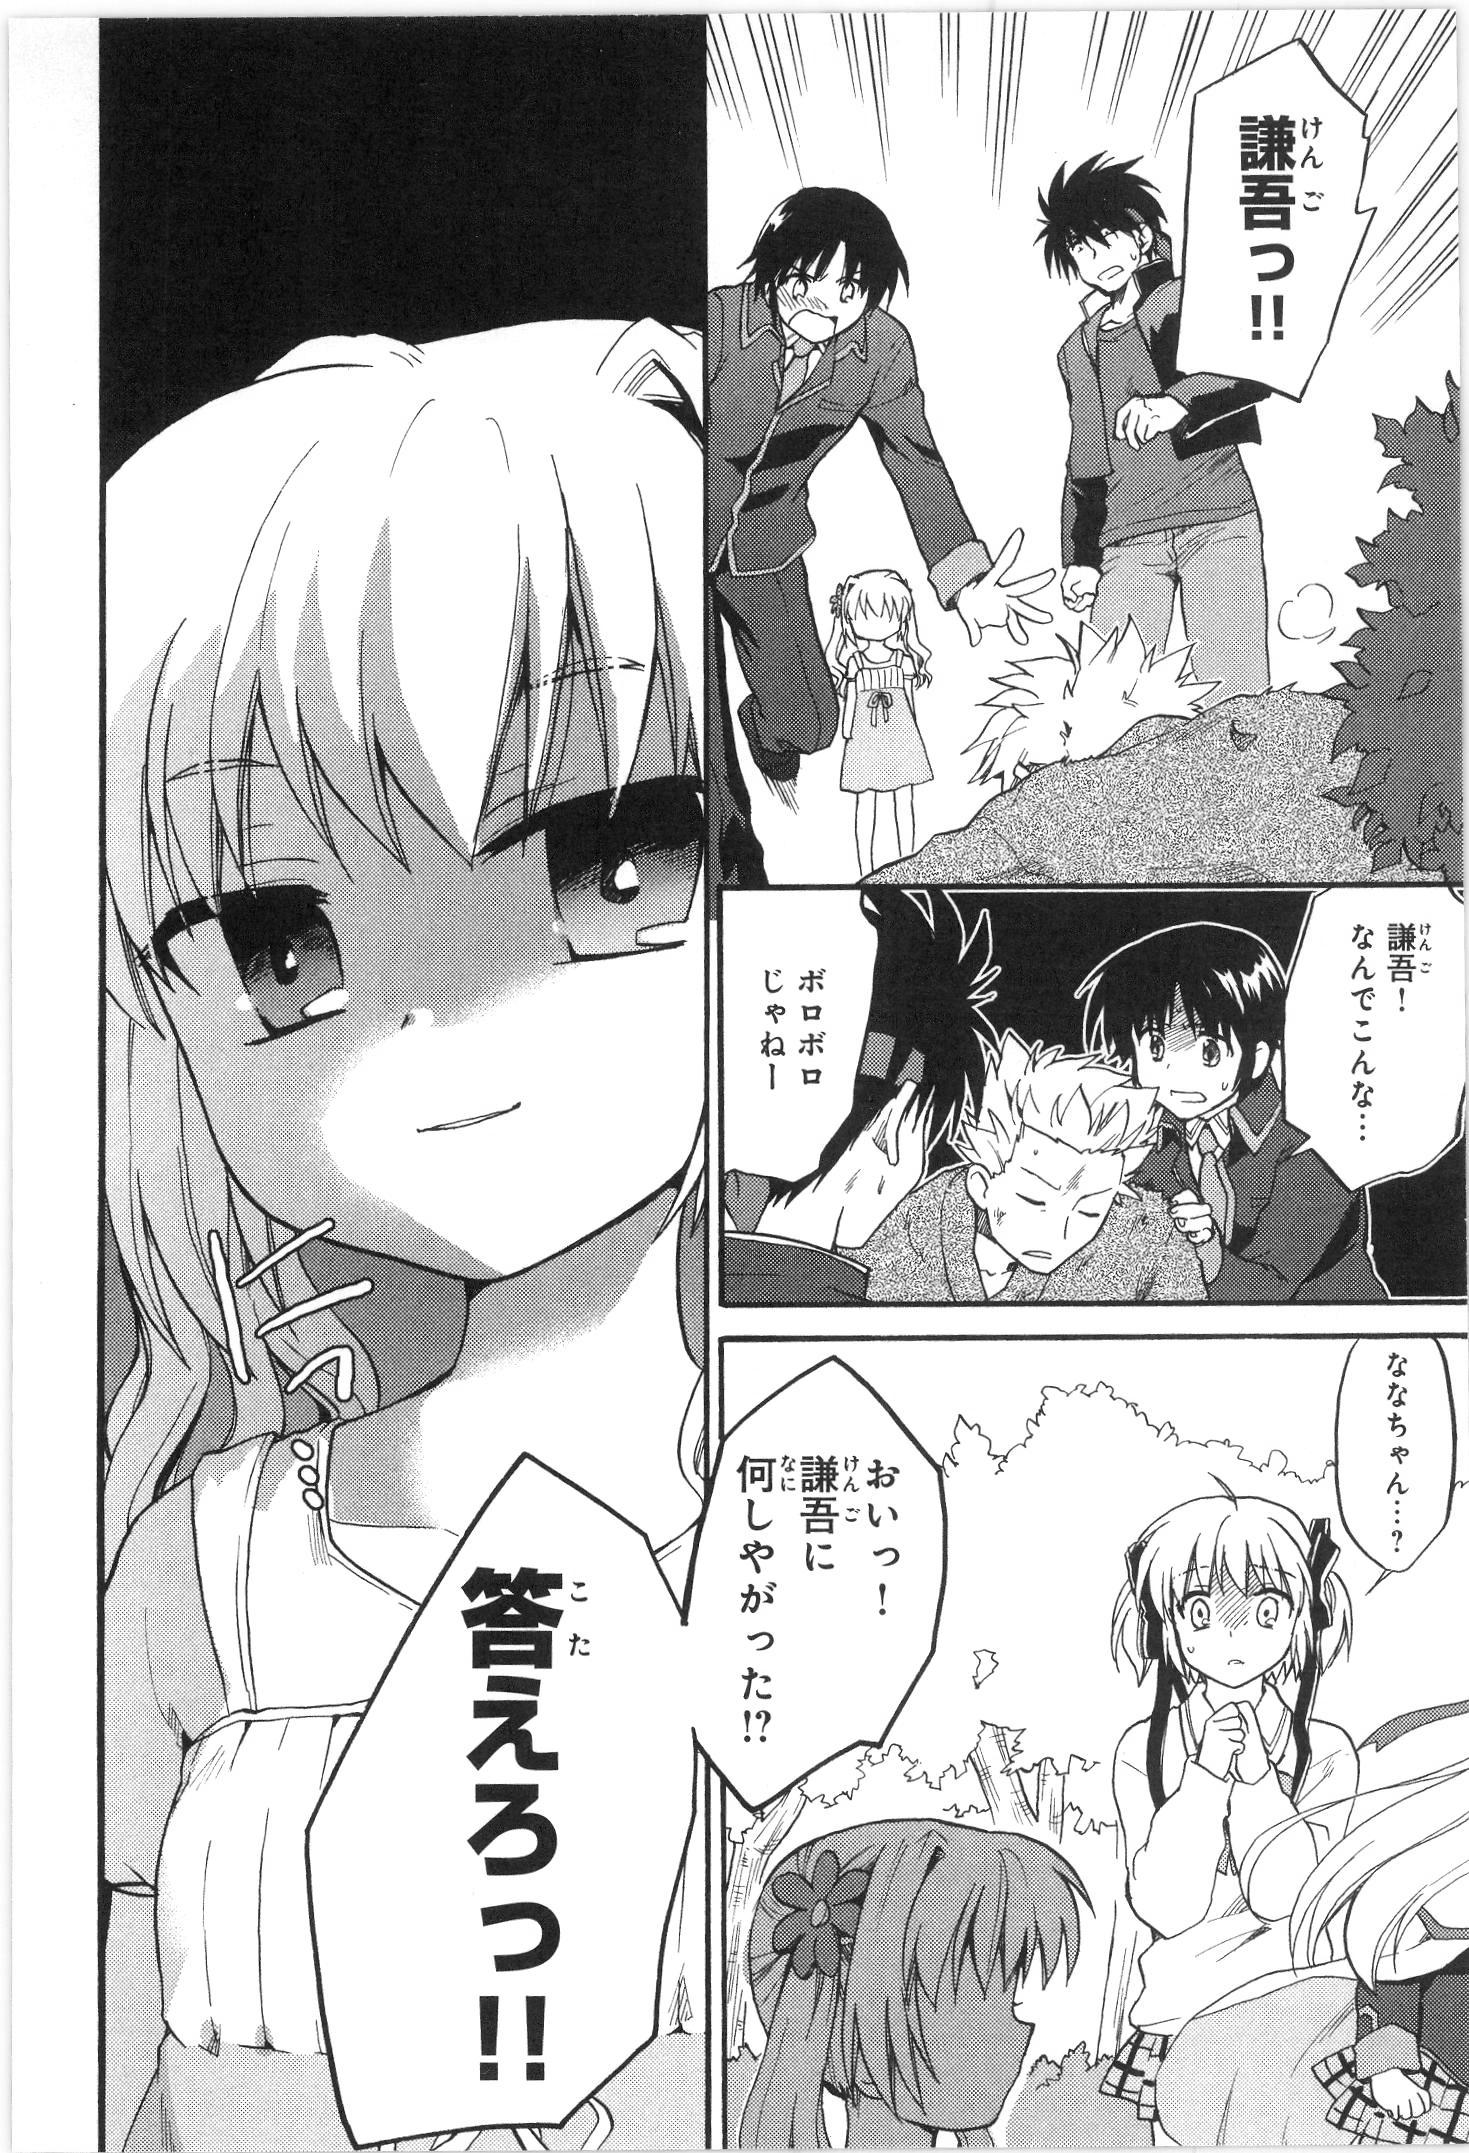 謙吾っ!!
謙吾！
なんでこんな…
ボロボロ
じゃねー
ななちゃん…?
おいっ！
謙吾に
何しやがった!?
答えろっ!!
ニコ…